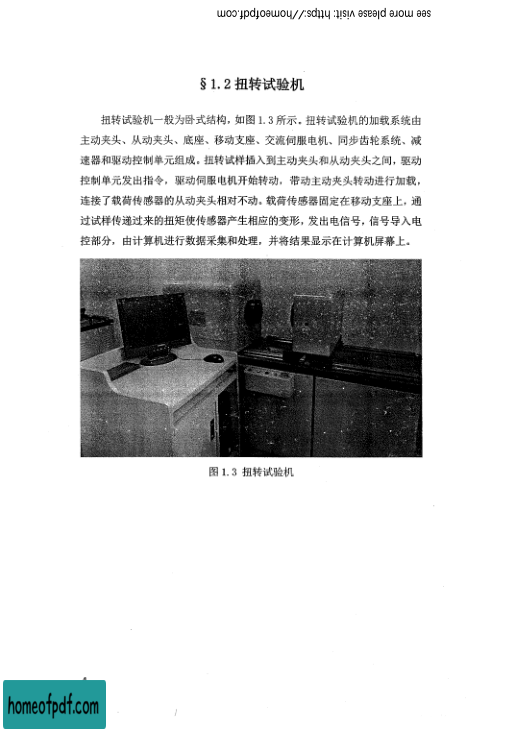 see more please visit: https://homeofpdf.com
§1.2 扭转试验机
扭转试验机一般为卧式结构，如图 1.3 所示。扭转试验机的加载系统由
主动夹头、从动夹头、底座、移动支座、交流伺服电机、同步齿轮系统、减
速器和驱动控制单元组成。扭转试样插入到主动夹头和从动夹头之间，驱动
控制单元发出指令，驱动伺服电机开始转动，带动主动夹头转动进行加载，
连接了载荷传感器的从动夹头相对不动。载荷传感器固定在移动支座上，通
过试样传递过来的扭矩使传感器产生相应的变形，发出电信号，信号导入电
控部分，由计算机进行数据采集和处理，并将结果显示在计算机屏幕上。
图 1.3 扭转试验机
homeofpdf.com